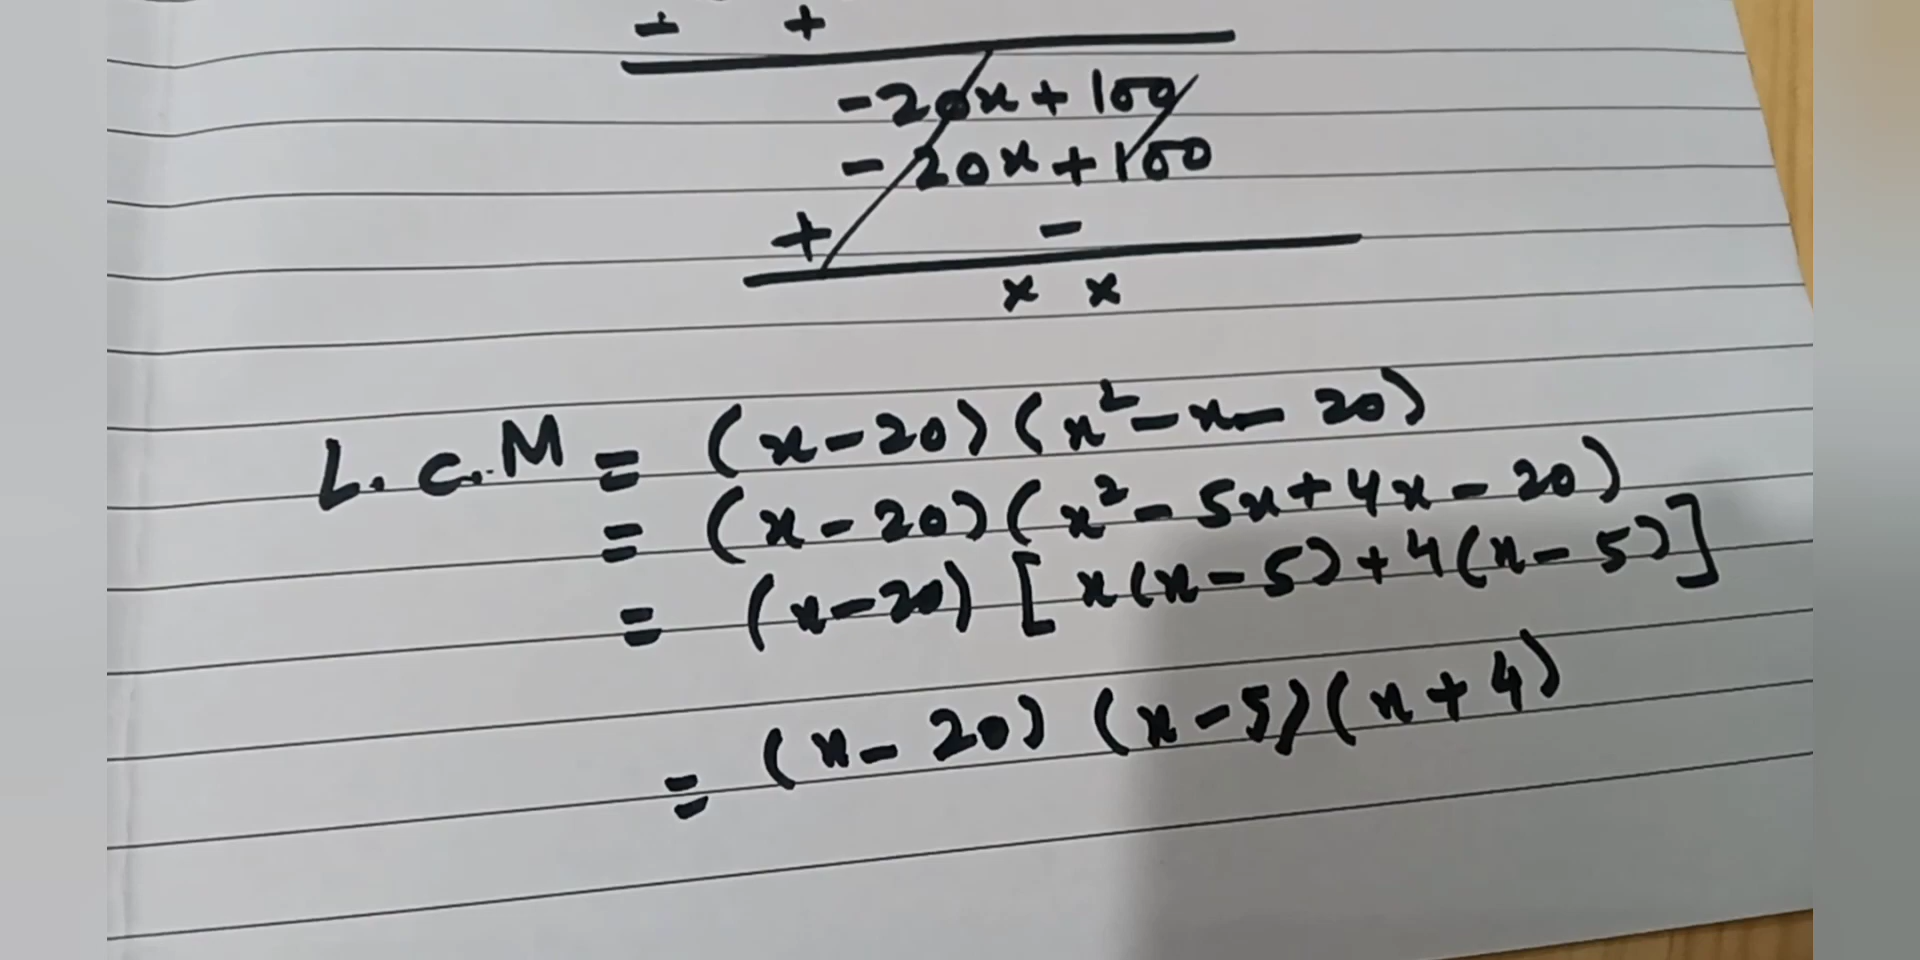 - +
-20x + 100
- 20x + 100
+ -
x x
L.C.M = (x - 20) (x² - x - 20)
= (x - 20) (x² - 5x + 4x - 20)
= (x - 20) [x(x - 5) + 4(x - 5)]
= (x - 20) (x - 5) (x + 4)